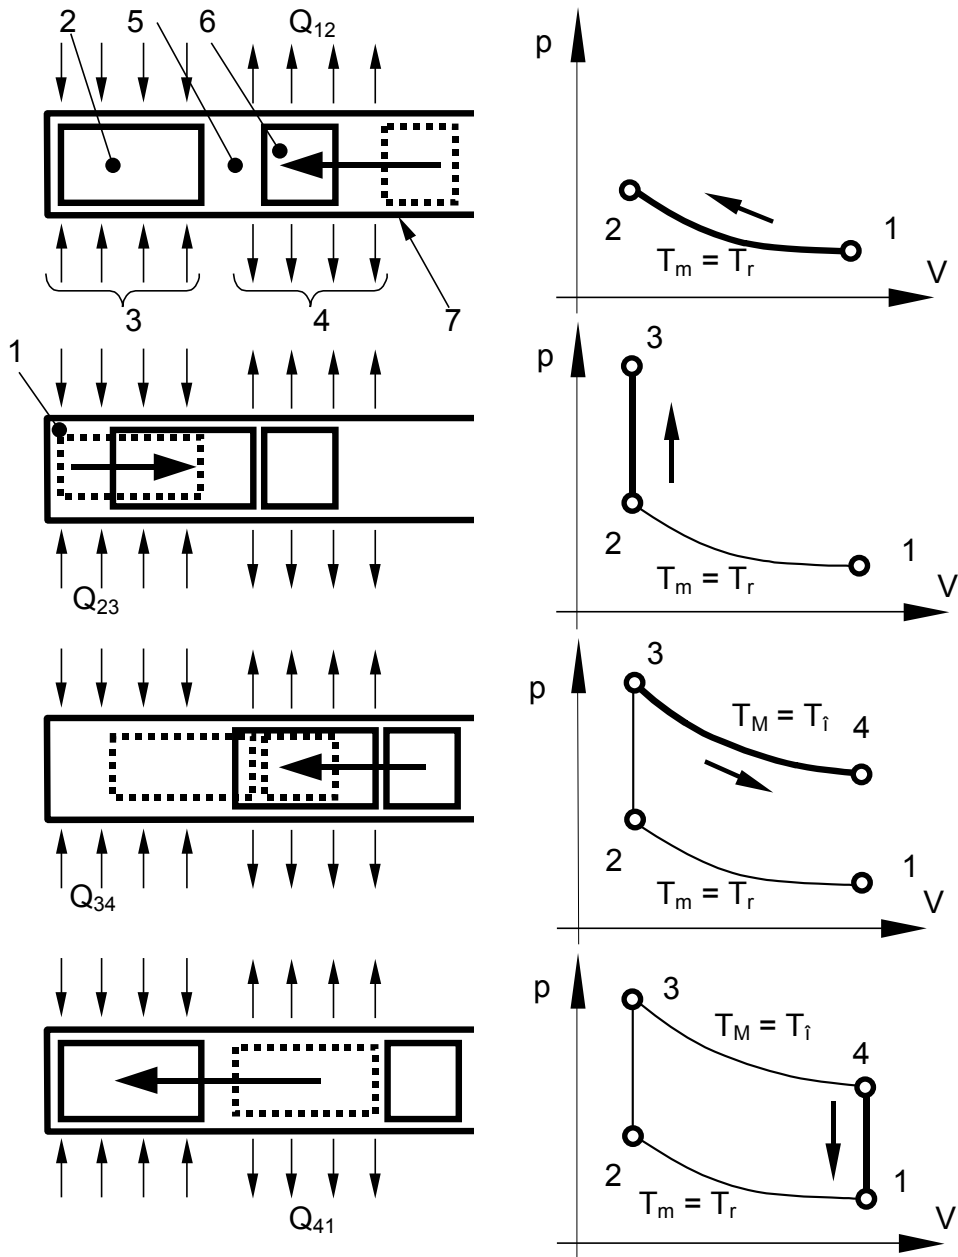 2 5 6 Q12
p
2 1
Tm = Tr
V
3 4 7
1
p 3
2 1
Tm = Tr
V
Q23
3
p
TM = Tî 4
2 1
Tm = Tr
V
Q34
p 3
TM = Tî
4
2 1
Tm = Tr
V
Q41